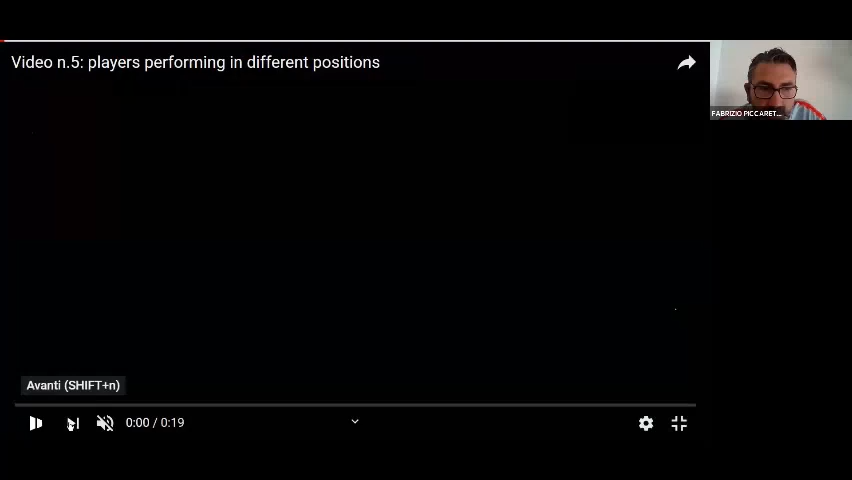 Video n.5: players performing in different positions
FABRIZIO PICCARET...
Avanti (SHIFT+n)
0:00 / 0:19